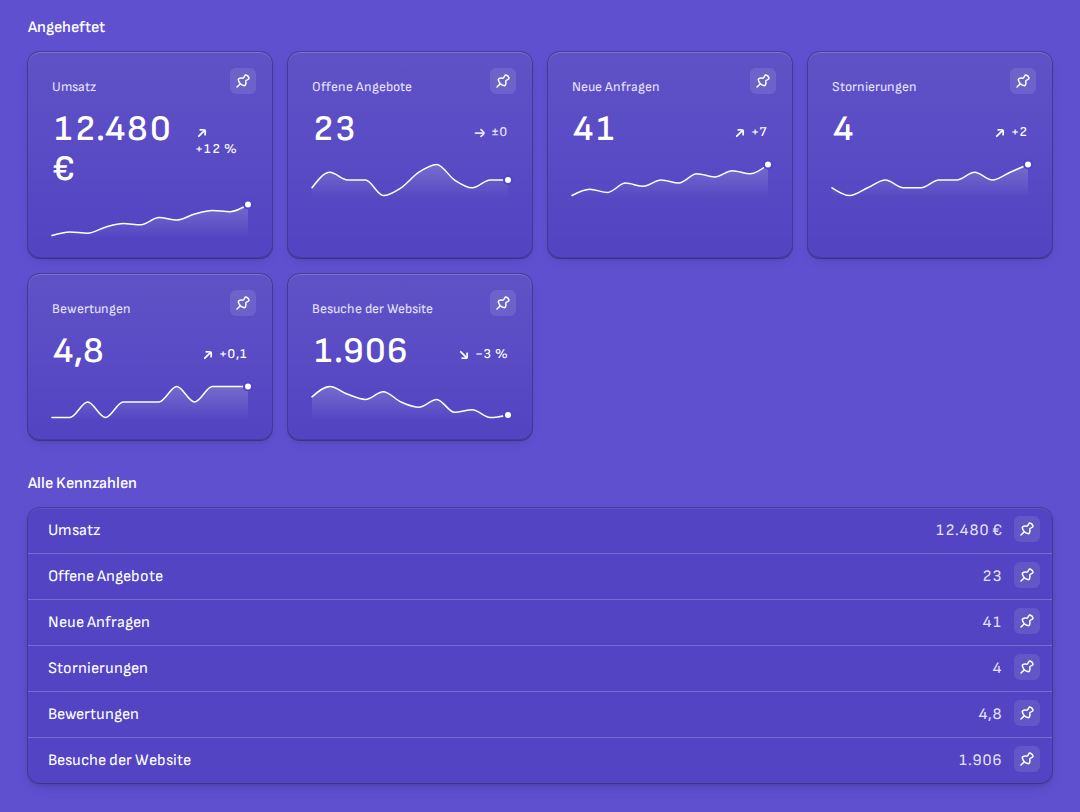 Angeheftet
Umsatz
12.480
€
+12 %
Offene Angebote
23
±0
Neue Anfragen
41
+7
Stornierungen
4
+2
Bewertungen
4,8
+0,1
Besuche der Website
1.906
−3 %
Alle Kennzahlen
Umsatz 12.480 €
Offene Angebote 23
Neue Anfragen 41
Stornierungen 4
Bewertungen 4,8
Besuche der Website 1.906